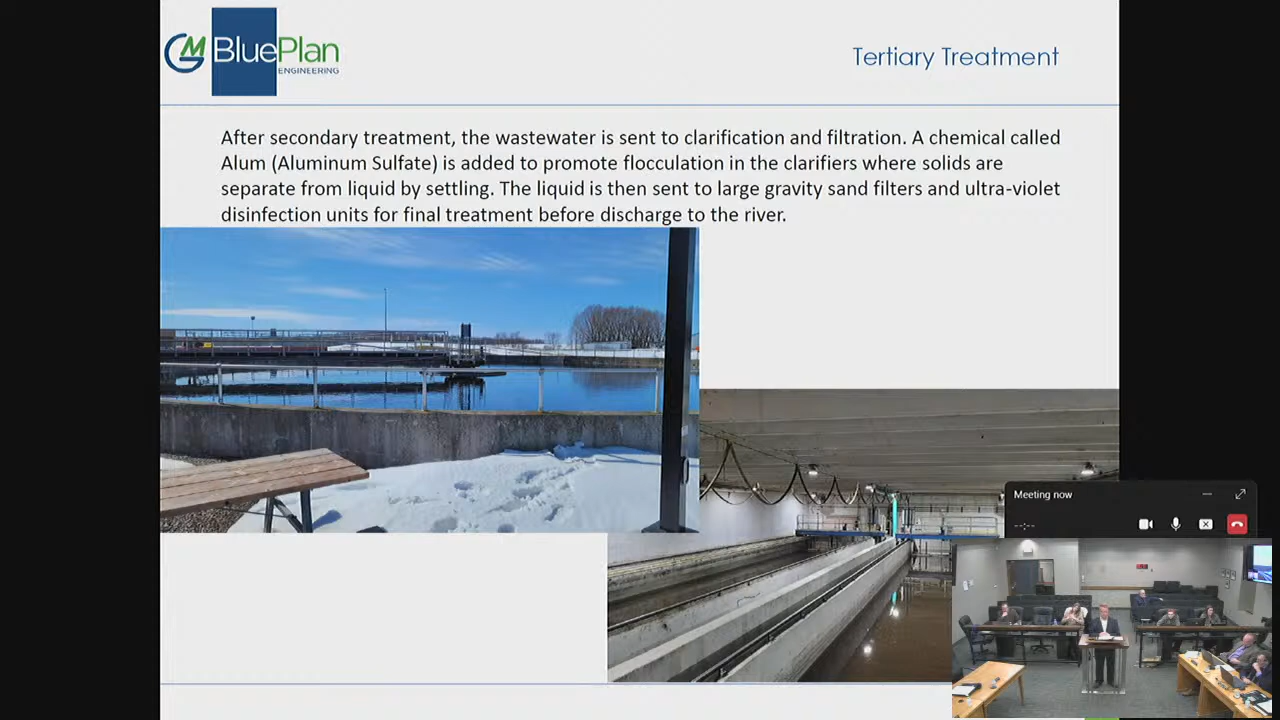 GM BluePlan
ENGINEERING
Tertiary Treatment
After secondary treatment, the wastewater is sent to clarification and filtration. A chemical called
Alum (Aluminum Sulfate) is added to promote flocculation in the clarifiers where solids are
separate from liquid by settling. The liquid is then sent to large gravity sand filters and ultra-violet
disinfection units for final treatment before discharge to the river.
Meeting now
--:--